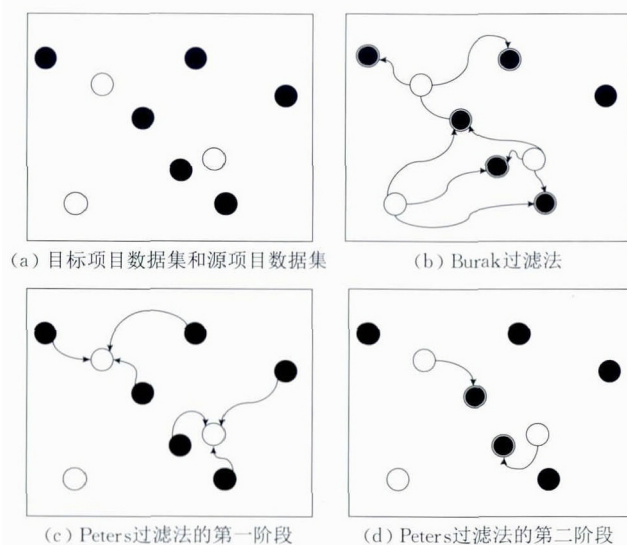 (a) 目标项目数据集和源项目数据集
(b) Burak过滤法
(c) Peters过滤法的第一阶段
(d) Peters过滤法的第二阶段